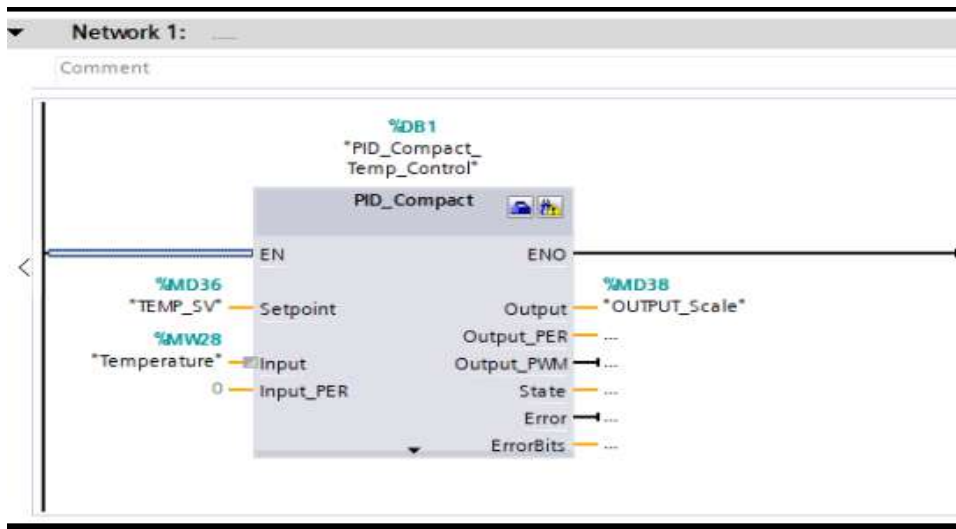 Network 1: ....
Comment
%DB1
"PID_Compact_
Temp_Control"
PID_Compact
EN
ENO
%MD36
"TEMP_SV"
Setpoint
%MD38
"OUTPUT_Scale"
Output
Output_PER
...
%MW28
"Temperature"
Input
Output_PWM
...
0
Input_PER
State
...
Error
...
ErrorBits
...